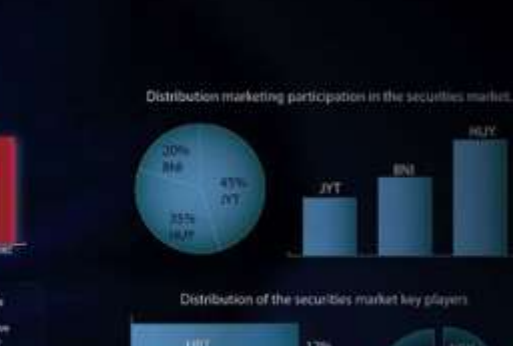 Distribution marketing participation in the securities market
20%
BNI
45%
JYT
35%
HUY
JYT
BNI
HUY
Distribution of the securities market key players
12%